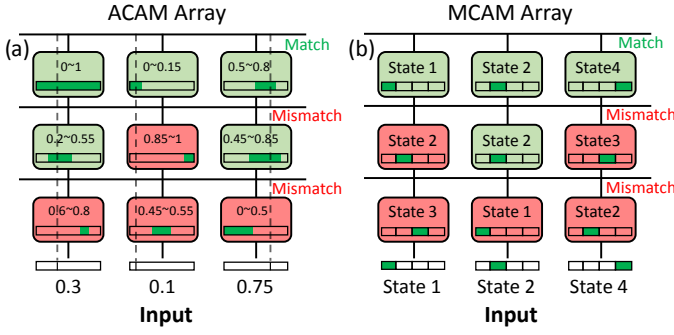 ACAM Array
MCAM Array
(a)
Match
(b)
Match
0~1
0~0.15
0.5~0.8
State 1
State 2
State4
Mismatch
Mismatch
0.2~0.55
0.85~1
0.45~0.85
State 2
State 2
State3
Mismatch
Mismatch
0.6~0.8
0.45~0.55
0~0.5
State 3
State 1
State2
0.3
0.1
0.75
State 1
State 2
State 4
Input
Input